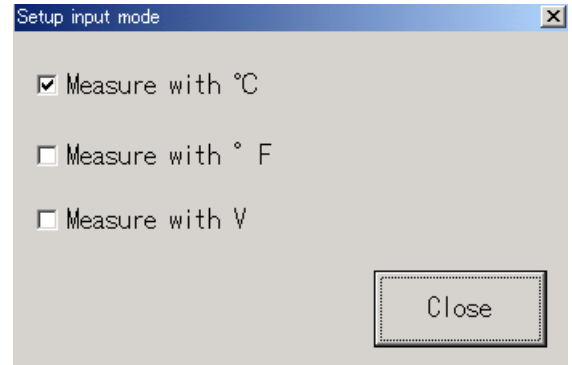 Setup input mode
Measure with ℃
Measure with ° F
Measure with V
Close